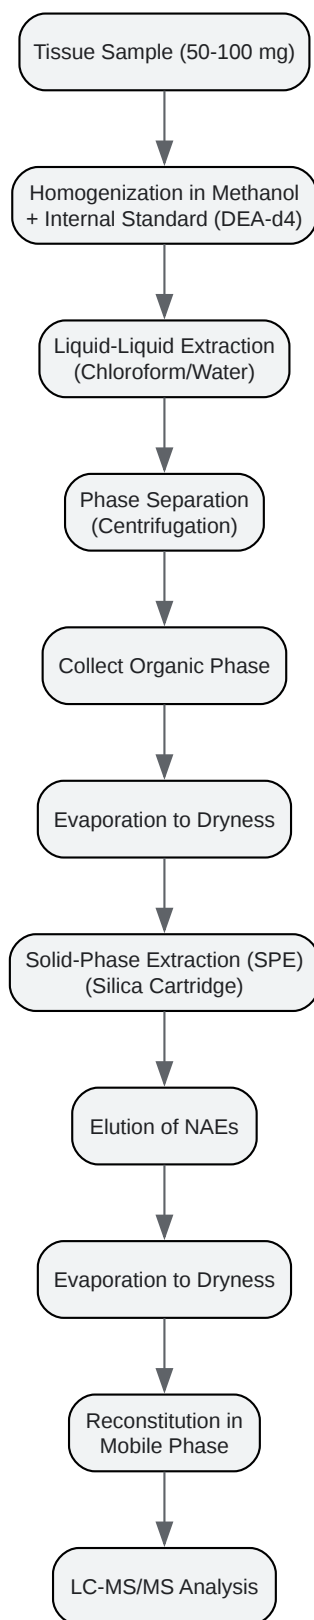 Tissue Sample (50-100 mg)
Homogenization in Methanol
+ Internal Standard (DEA-d4)
Liquid-Liquid Extraction
(Chloroform/Water)
Phase Separation
(Centrifugation)
Collect Organic Phase
Evaporation to Dryness
Solid-Phase Extraction (SPE)
(Silica Cartridge)
Elution of NAEs
Evaporation to Dryness
Reconstitution in
Mobile Phase
LC-MS/MS Analysis